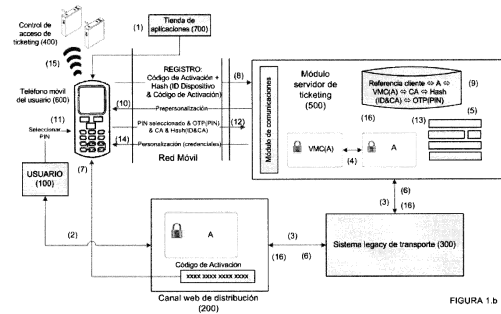 Control de
acceso de
ticketing (400)
(1)
Tienda de
aplicaciones (700)
(15)
Teléfono móvil
del usuario (600)
REGISTRO:
Código de Activación +
Hash (ID Dispositivo
& Código de Activación)
(8)
(10)
Prepersonalización
(11)
Seleccionar
PIN
PIN seleccionado & OTP(PIN)
& CA & Hash(ID&CA)
(12)
(14)
Personalización (credenciales)
Red Móvil
Módulo de comunicaciones
Módulo
servidor de
ticketing
(500)
Referencia cliente ⇔ A ⇔
VMC(A) ⇔ CA ⇔ Hash
(ID&CA) ⇔ OTP(PIN)
(9)
(16)
(13)
(5)
VMC(A)
(4)
A
USUARIO
(100)
(7)
(6)
(3)
(16)
(2)
A
(3)
(16)
(6)
Sistema legacy de transporte (300)
Código de Activación
xxxx xxxx xxxx xxxx
Canal web de distribución
(200)
FIGURA 1.b